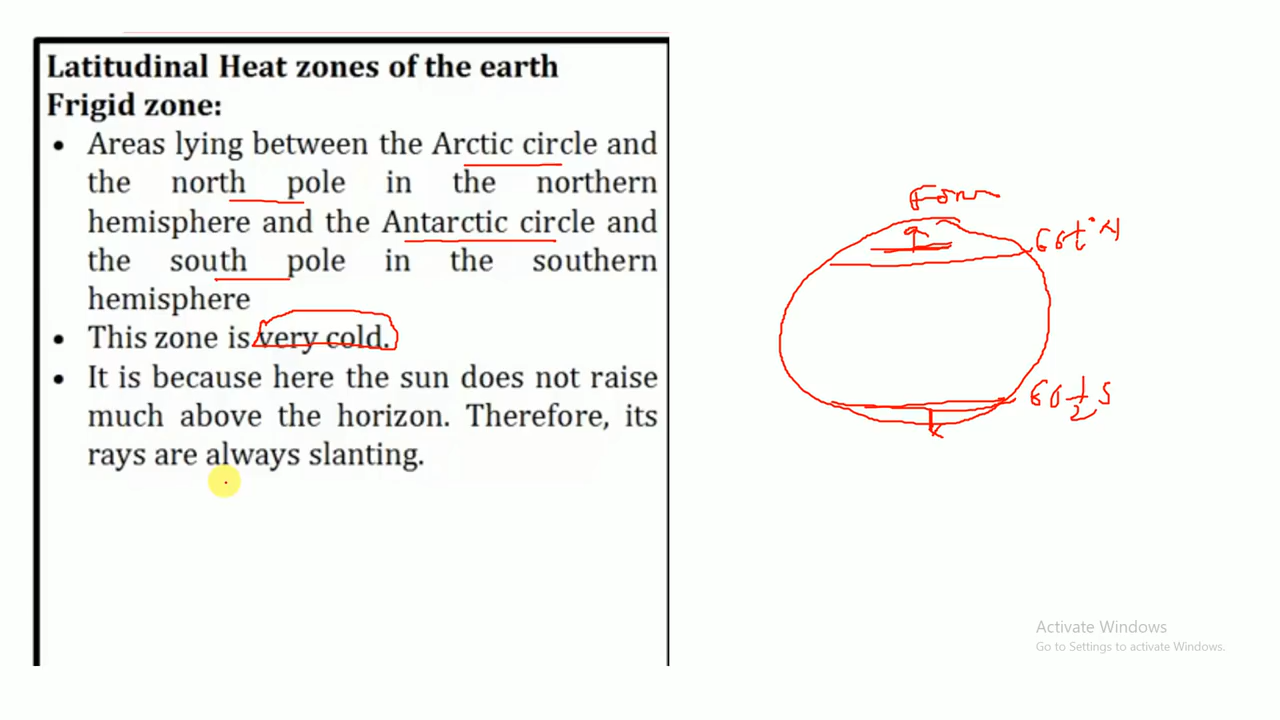 Latitudinal Heat zones of the earth
Frigid zone:
• Areas lying between the Arctic circle and
the north pole in the northern
hemisphere and the Antarctic circle and
the south pole in the southern
hemisphere
• This zone is very cold.
• It is because here the sun does not raise
much above the horizon. Therefore, its
rays are always slanting.
66 1/2 S
Activate Windows
Go to Settings to activate Windows.